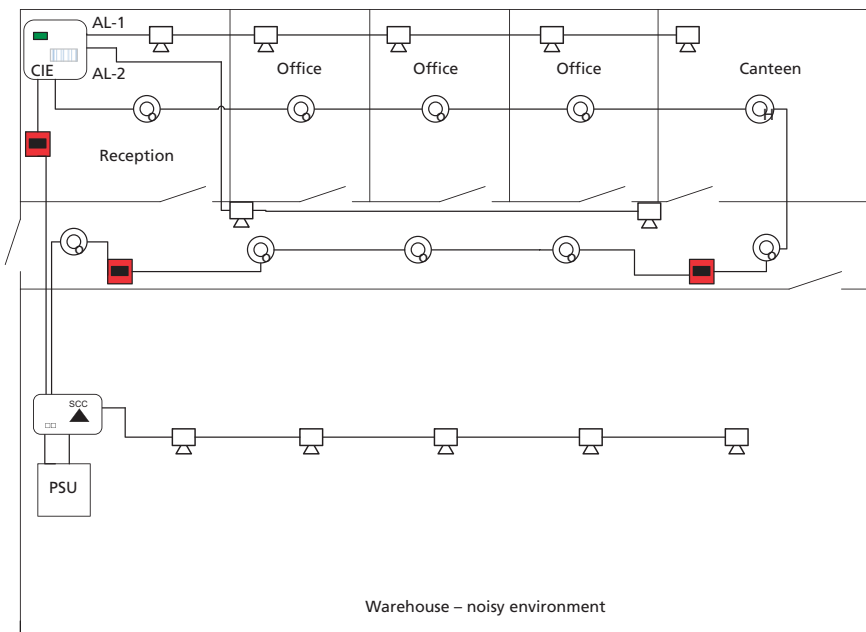 AL-1
AL-2
CIE
Office
Office
Office
Canteen
Reception
SCC
PSU
Warehouse – noisy environment